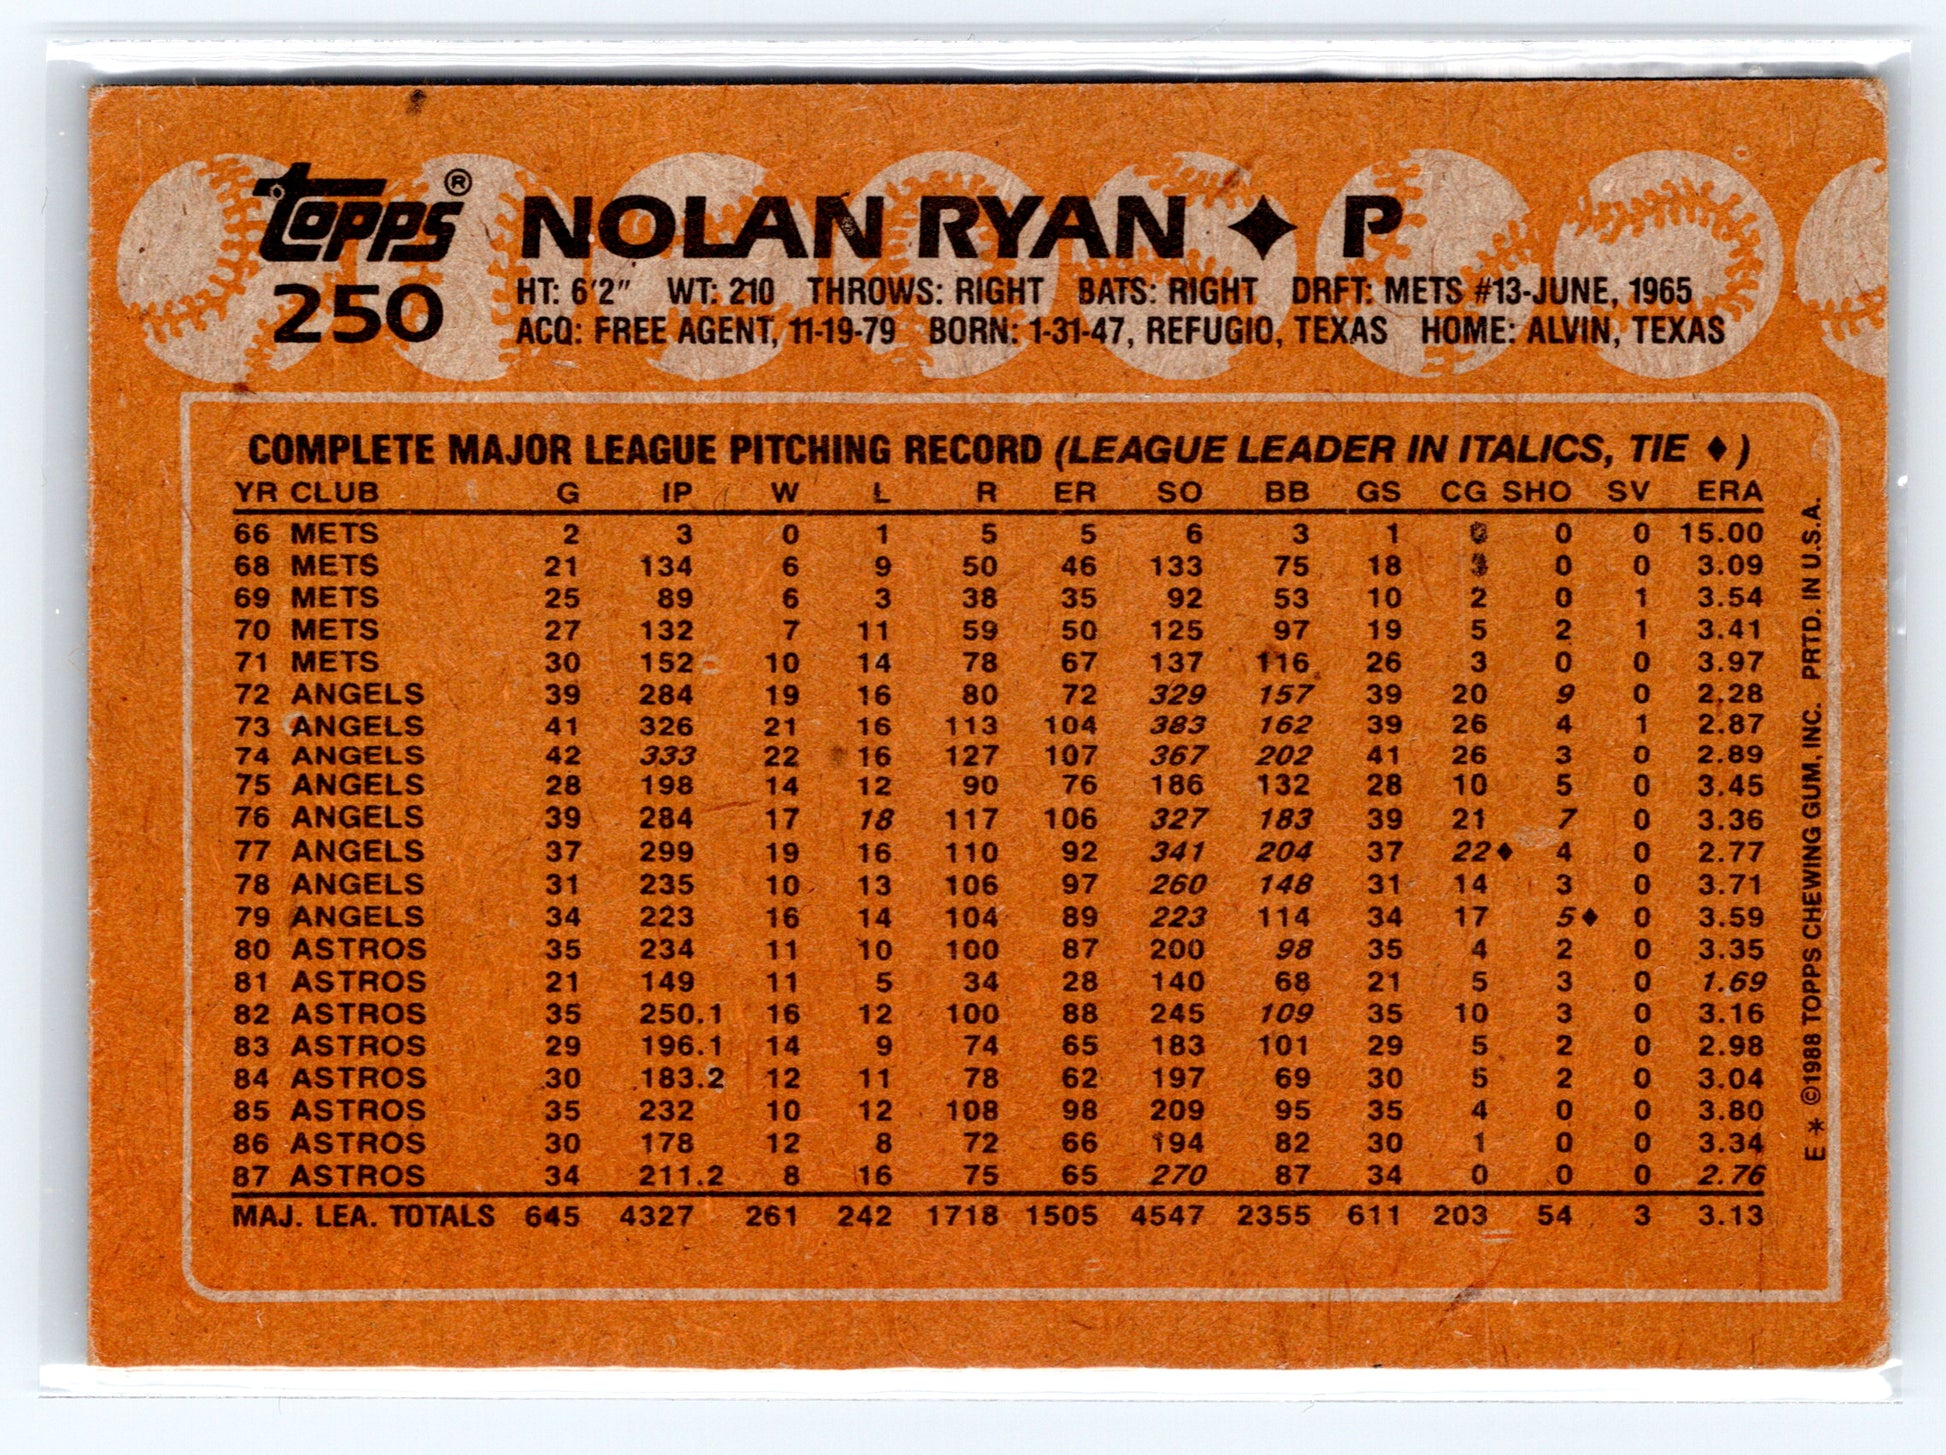 topps®
250
NOLAN RYAN ✦ P
HT: 6'2" WT: 210 THROWS: RIGHT BATS: RIGHT DRFT: METS #13-JUNE, 1965
ACQ: FREE AGENT, 11-19-79 BORN: 1-31-47, REFUGIO, TEXAS HOME: ALVIN, TEXAS
COMPLETE MAJOR LEAGUE PITCHING RECORD (LEAGUE LEADER IN ITALICS, TIE ♦)
YR CLUB G IP W L R ER SO BB GS CG SHO SV ERA
66 METS 2 3 0 1 5 5 6 3 1 0 0 0 15.00
68 METS 21 134 6 9 50 46 133 75 18 3 0 0 3.09
69 METS 25 89 6 3 38 35 92 53 10 2 0 1 3.54
70 METS 27 132 7 11 59 50 125 97 19 5 2 1 3.41
71 METS 30 152 10 14 78 67 137 116 26 3 0 0 3.97
72 ANGELS 39 284 19 16 80 72 329 157 39 20 9 0 2.28
73 ANGELS 41 326 21 16 113 104 383 162 39 26 4 1 2.87
74 ANGELS 42 333 22 16 127 107 367 202 41 26 3 0 2.89
75 ANGELS 28 198 14 12 90 76 186 132 28 10 5 0 3.45
76 ANGELS 39 284 17 18 117 106 327 183 39 21 7 0 3.36
77 ANGELS 37 299 19 16 110 92 341 204 37 22♦ 4 0 2.77
78 ANGELS 31 235 10 13 106 97 260 148 31 14 3 0 3.71
79 ANGELS 34 223 16 14 104 89 223 114 34 17 5♦ 0 3.59
80 ASTROS 35 234 11 10 100 87 200 98 35 4 2 0 3.35
81 ASTROS 21 149 11 5 34 28 140 68 21 5 3 0 1.69
82 ASTROS 35 250.1 16 12 100 88 245 109 35 10 3 0 3.16
83 ASTROS 29 196.1 14 9 74 65 183 101 29 5 2 0 2.98
84 ASTROS 30 183.2 12 11 78 62 197 69 30 5 2 0 3.04
85 ASTROS 35 232 10 12 108 98 209 95 35 4 0 0 3.80
86 ASTROS 30 178 12 8 72 66 194 82 30 1 0 0 3.34
87 ASTROS 34 211.2 8 16 75 65 270 87 34 0 0 0 2.76
MAJ. LEA. TOTALS 645 4327 261 242 1718 1505 4547 2355 611 203 54 3 3.13
E * ©1988 TOPPS CHEWING GUM, INC. PRTD. IN U.S.A.